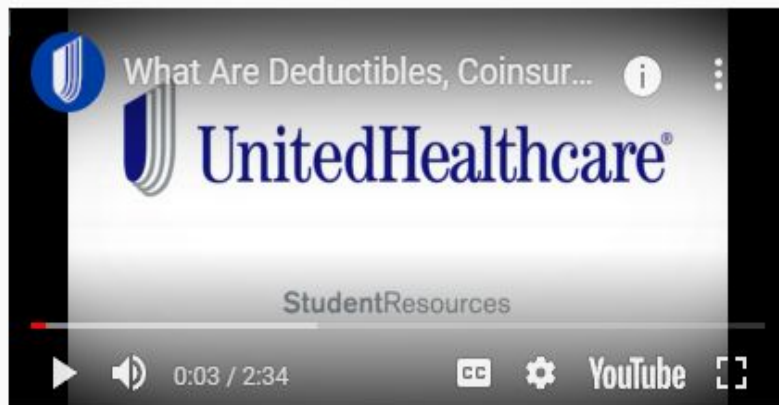 What Are Deductibles, Coinsur...
UnitedHealthcare®
StudentResources
0:03 / 2:34
CC
YouTube